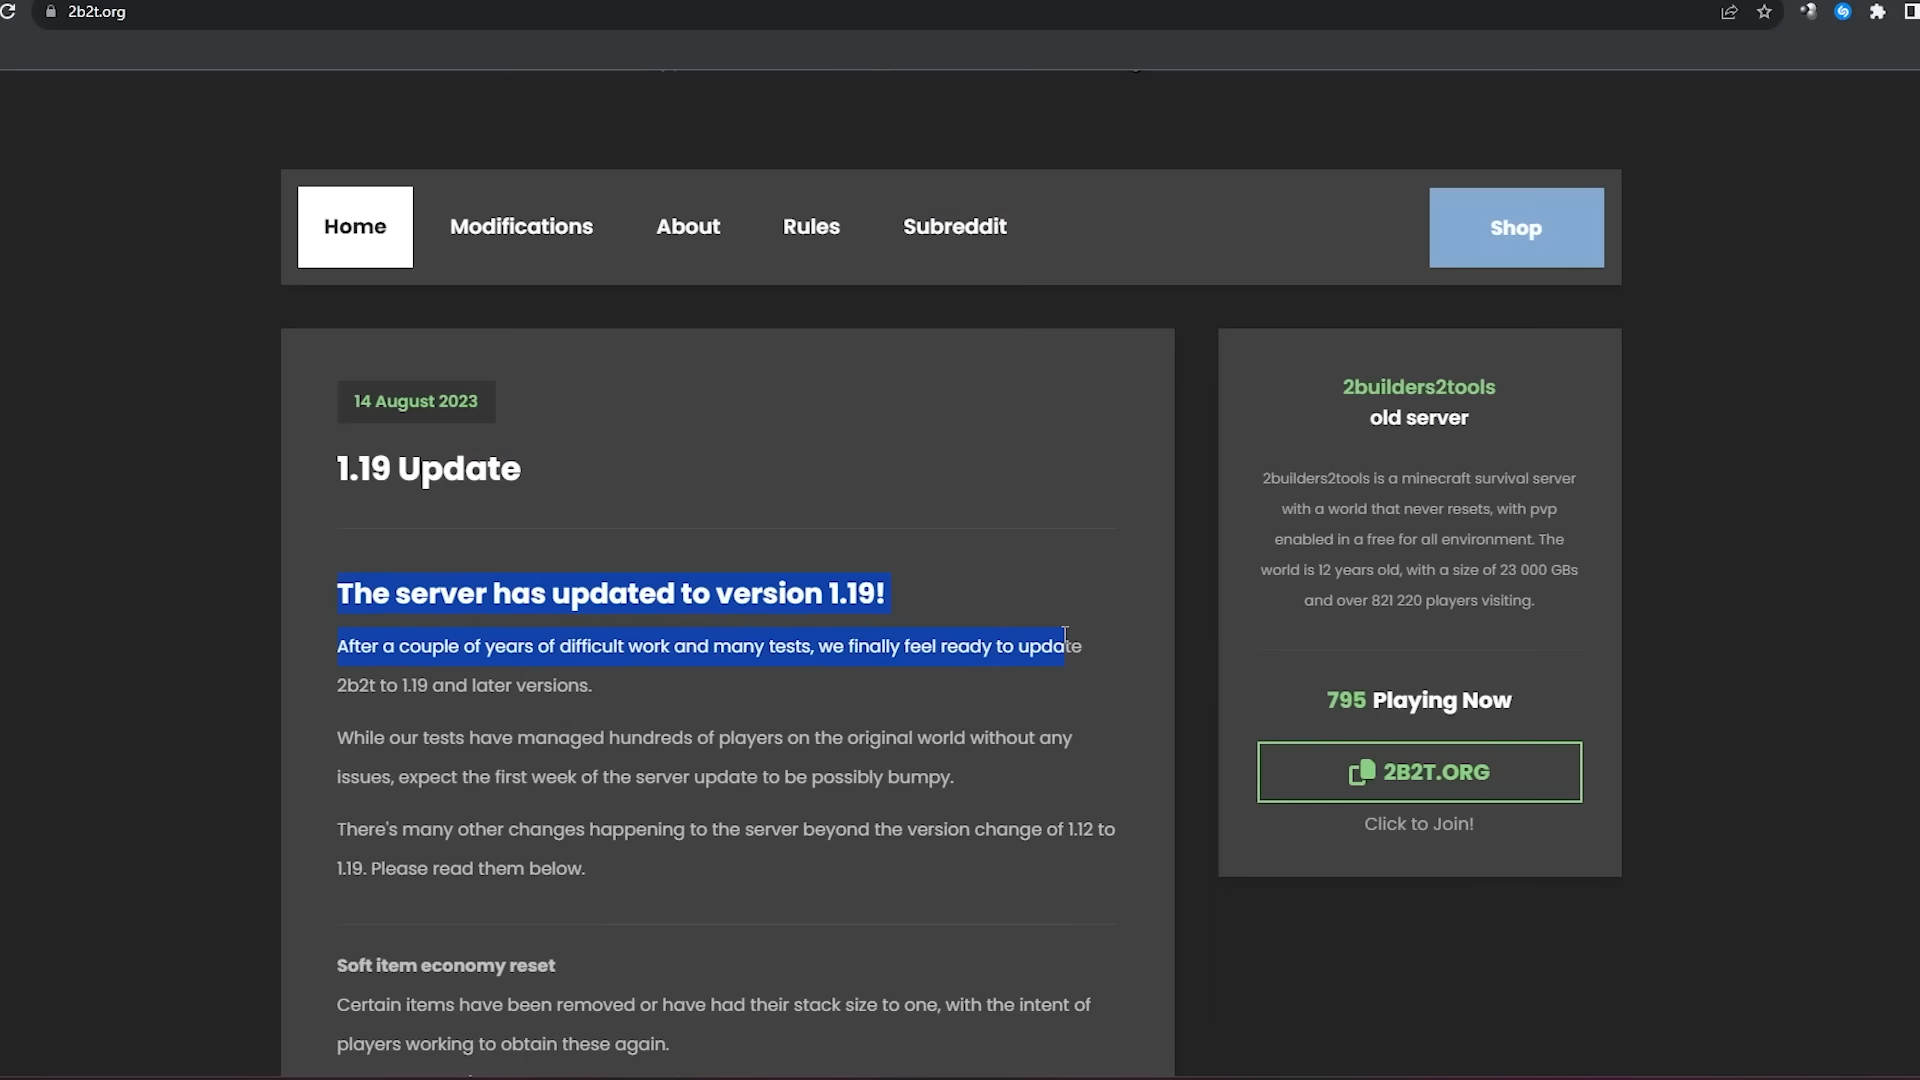 2b2t.org
Home
Modifications
About
Rules
Subreddit
Shop
14 August 2023
1.19 Update
The server has updated to version 1.19!
After a couple of years of difficult work and many tests, we finally feel ready to update
2b2t to 1.19 and later versions.
While our tests have managed hundreds of players on the original world without any
issues, expect the first week of the server update to be possibly bumpy.
There's many other changes happening to the server beyond the version change of 1.12 to
1.19. Please read them below.
Soft item economy reset
Certain items have been removed or have had their stack size to one, with the intent of
players working to obtain these again.
2builders2tools
old server
2builders2tools is a minecraft survival server
with a world that never resets, with pvp
enabled in a free for all environment. The
world is 12 years old, with a size of 23 000 GBs
and over 821 220 players visiting.
795 Playing Now
2B2T.ORG
Click to Join!